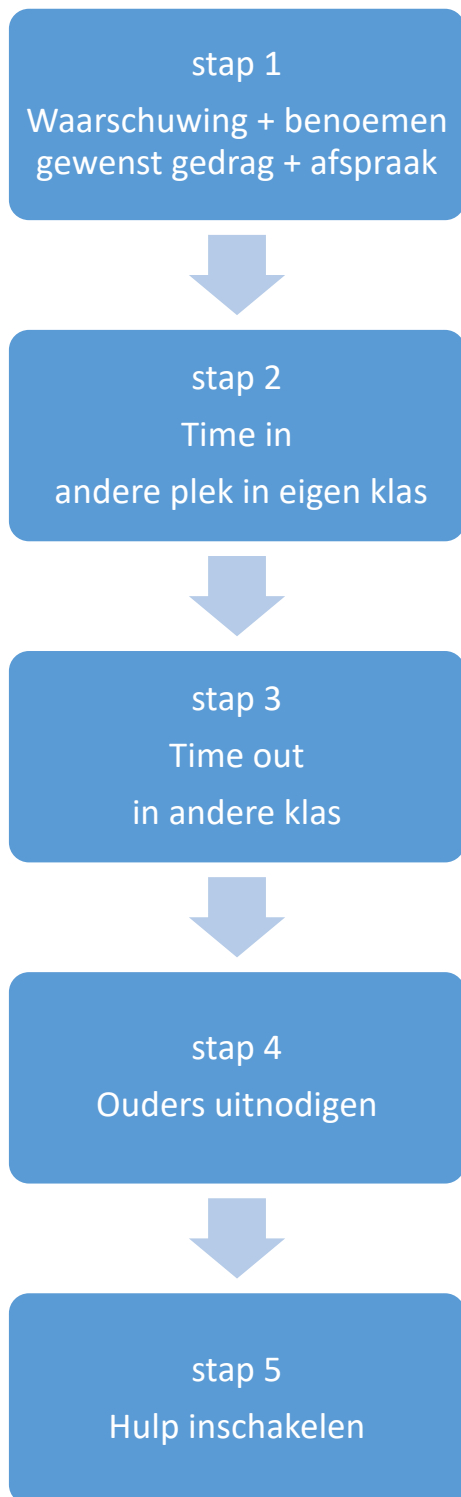 stap 1
Waarschuwing + benoemen
gewenst gedrag + afspraak
stap 2
Time in
andere plek in eigen klas
stap 3
Time out
in andere klas
stap 4
Ouders uitnodigen
stap 5
Hulp inschakelen